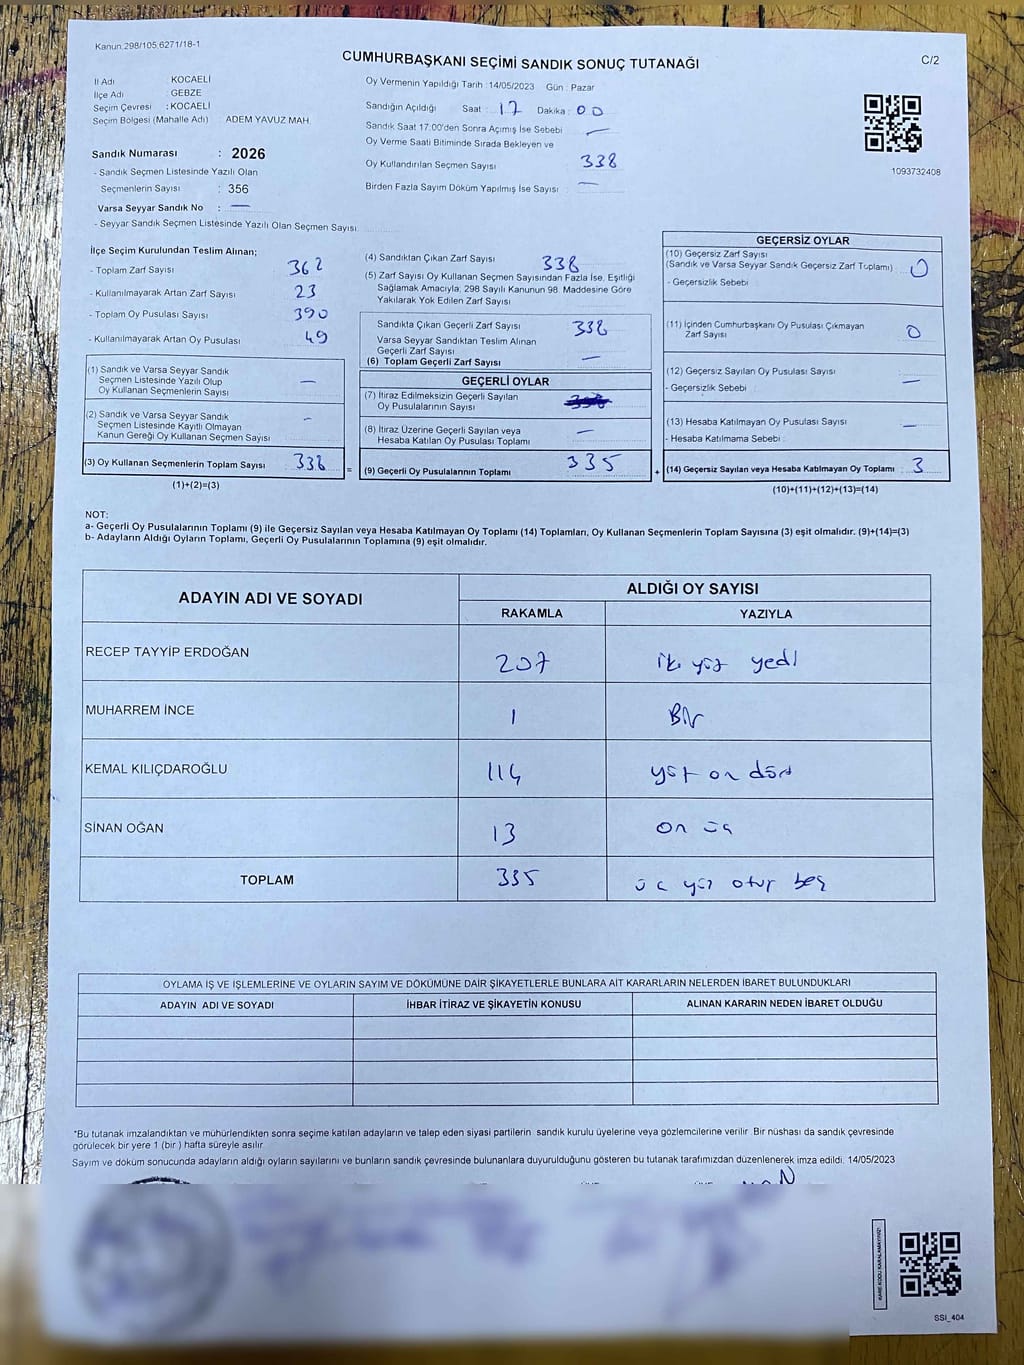 Kanun.298/105,6271/18-1
C/2
CUMHURBAŞKANI SEÇİMİ SANDIK SONUÇ TUTANAĞI
İl Adı KOCAELİ
İlçe Adı GEBZE
Seçim Çevresi : KOCAELİ
Seçim Bölgesi (Mahalle Adı) ADEM YAVUZ MAH.
Sandık Numarası : 2026
- Sandık Seçmen Listesinde Yazılı Olan
Seçmenlerin Sayısı : 356
Varsa Seyyar Sandık No : —
- Seyyar Sandık Seçmen Listesinde Yazılı Olan Seçmen Sayısı
Oy Vermenin Yapıldığı Tarih :14/05/2023 Gün : Pazar
Sandığın Açıldığı Saat : 17 Dakika : 00
Sandık Saat 17:00'den Sonra Açımış İse Sebebi —
Oy Verme Saati Bitiminde Sırada Bekleyen ve
Oy Kullandırılan Seçmen Sayısı 338
Birden Fazla Sayım Döküm Yapılmış İse Sayısı : —
1093732408
İlçe Seçim Kurulundan Teslim Alınan;
- Toplam Zarf Sayısı 362
- Kullanılmayarak Artan Zarf Sayısı 23
- Toplam Oy Pusulası Sayısı 390
- Kullanılmayarak Artan Oy Pusulası 49
(1) Sandık ve Varsa Seyyar Sandık
Seçmen Listesinde Yazılı Olup
Oy Kullanan Seçmenlerin Sayısı —
(2) Sandık ve Varsa Seyyar Sandık
Seçmen Listesinde Kayıtlı Olmayan
Kanun Gereği Oy Kullanan Seçmen Sayısı -
(3) Oy Kullanan Seçmenlerin Toplam Sayısı 338
(1)+(2)=(3)
=
(4) Sandıktan Çıkan Zarf Sayısı 338
(5) Zarf Sayısı Oy Kullanan Seçmen Sayısından Fazla İse, Eşitliği
Sağlamak Amacıyla; 298 Sayılı Kanunun 98. Maddesine Göre
Yakılarak Yok Edilen Zarf Sayısı
Sandıkta Çıkan Geçerli Zarf Sayısı 338
Varsa Seyyar Sandıktan Teslim Alınan
Geçerli Zarf Sayısı
(6) Toplam Geçerli Zarf Sayısı —
GEÇERLİ OYLAR
(7) İtiraz Edilmeksizin Geçerli Sayılan
Oy Pusulalarının Sayısı
(8) İtiraz Üzerine Geçerli Sayılan veya
Hesaba Katılan Oy Pusulası Toplamı —
(9) Geçerli Oy Pusulalarının Toplamı 335
+
GEÇERSİZ OYLAR
(10) Geçersiz Zarf Sayısı
(Sandık ve Varsa Seyyar Sandık Geçersiz Zarf Toplamı) 0
- Geçersizlik Sebebi
(11) İçinden Cumhurbaşkanı Oy Pusulası Çıkmayan
Zarf Sayısı 0
(12) Geçersiz Sayılan Oy Pusulası Sayısı
- Geçersizlik Sebebi —
(13) Hesaba Katılmayan Oy Pusulası Sayısı —
- Hesaba Katılmama Sebebi
(14) Geçersiz Sayılan veya Hesaba Katılmayan Oy Toplamı 3
(10)+(11)+(12)+(13)=(14)
NOT:
a- Geçerli Oy Pusulalarının Toplamı (9) ile Geçersiz Sayılan veya Hesaba Katılmayan Oy Toplamı (14) Toplamları, Oy Kullanan Seçmenlerin Toplam Sayısına (3) eşit olmalıdır. (9)+(14)=(3)
b- Adayların Aldığı Oyların Toplamı, Geçerli Oy Pusulalarının Toplamına (9) eşit olmalıdır.
ADAYIN ADI VE SOYADI ALDIĞI OY SAYISI
RAKAMLA YAZIYLA
RECEP TAYYİP ERDOĞAN 207 iki yüz yedi
MUHARREM İNCE 1 Bir
KEMAL KILIÇDAROĞLU 114 yüz on dört
SİNAN OĞAN 13 on üç
TOPLAM 335 üç yüz otuz beş
OYLAMA İŞ VE İŞLEMLERİNE VE OYLARIN SAYIM VE DÖKÜMÜNE DAİR ŞİKAYETLERLE BUNLARA AİT KARARLARIN NELERDEN İBARET BULUNDUKLARI
ADAYIN ADI VE SOYADI İHBAR İTİRAZ VE ŞİKAYETİN KONUSU ALINAN KARARIN NEDEN İBARET OLDUĞU
*Bu tutanak imzalandıktan ve mühürlendikten sonra seçime katılan adayların ve talep eden siyasi partilerin sandık kurulu üyelerine veya gözlemcilerine verilir. Bir nüshası da sandık çevresinde
görülecek bir yere 1 (bir ) hafta süreyle asılır.
Sayım ve döküm sonucunda adayların aldığı oyların sayılarını ve bunların sandık çevresinde bulunanlara duyurulduğunu gösteren bu tutanak tarafımızdan düzenlenerek imza edildi. 14/05/2023
KARE KODU KARALAMAYINIZ!
SSİ_404